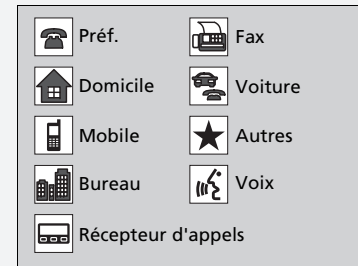 Préf.
Fax
Domicile
Voiture
Mobile
Autres
Bureau
Voix
Récepteur d'appels